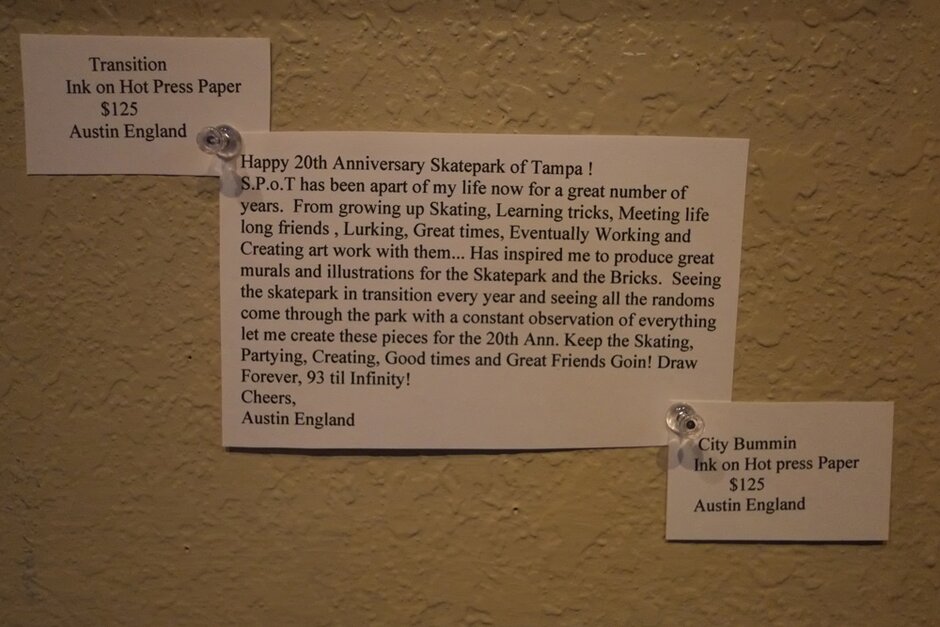 Transition
Ink on Hot Press Paper
$125
Austin England
Happy 20th Anniversary Skatepark of Tampa !
S.P.o.T has been apart of my life now for a great number of
years. From growing up Skating, Learning tricks, Meeting life
long friends , Lurking, Great times, Eventually Working and
Creating art work with them... Has inspired me to produce great
murals and illustrations for the Skatepark and the Bricks. Seeing
the skatepark in transition every year and seeing all the randoms
come through the park with a constant observation of everything
let me create these pieces for the 20th Ann. Keep the Skating,
Partying, Creating, Good times and Great Friends Goin! Draw
Forever, 93 til Infinity!
Cheers,
Austin England
City Bummin
Ink on Hot press Paper
$125
Austin England